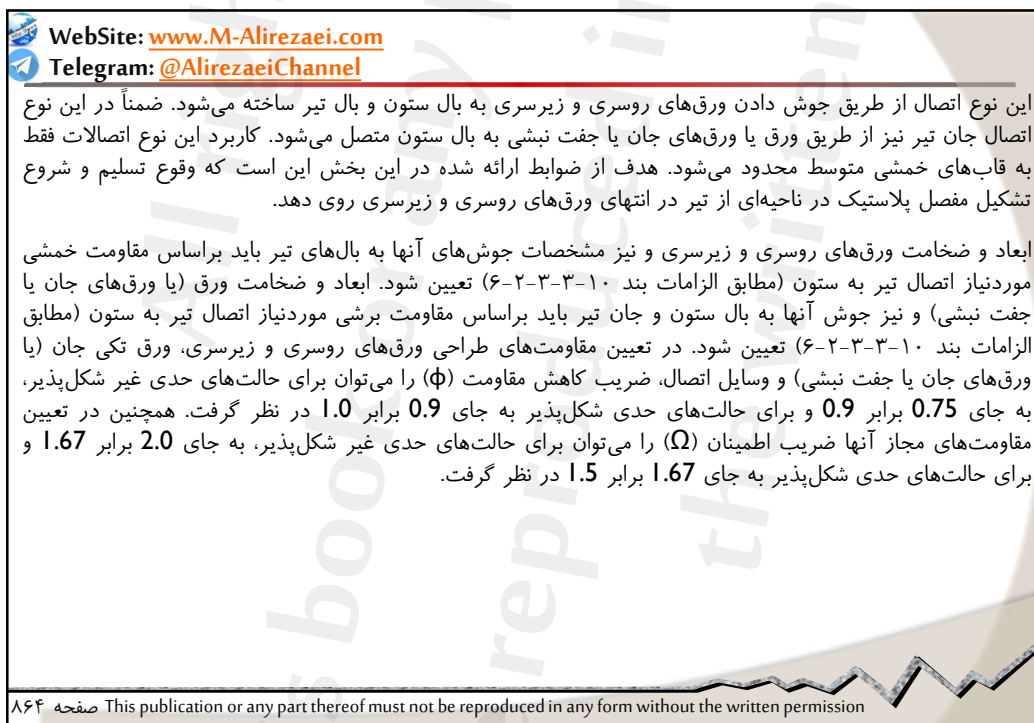 WebSite: www.M-Alirezaei.com
Telegram: @AlirezaeiChannel
این نوع اتصال از طریق جوش دادن ورق‌های روسری و زیرسری به بال ستون و بال تیر ساخته می‌شود. ضمناً در این نوع
اتصال جان تیر نیز از طریق ورق یا ورق‌های جان یا جفت نبشی به بال ستون متصل می‌شود. کاربرد این نوع اتصالات فقط
به قاب‌های خمشی متوسط محدود می‌شود. هدف از ضوابط ارائه شده در این بخش این است که وقوع تسلیم و شروع
تشکیل مفصل پلاستیک در ناحیه‌ای از تیر در انتهای ورق‌های روسری و زیرسری روی دهد.
ابعاد و ضخامت ورق‌های روسری و زیرسری و نیز مشخصات جوش‌های آنها به بال‌های تیر باید براساس مقاومت خمشی
موردنیاز اتصال تیر به ستون (مطابق الزامات بند ۱۰-۳-۳-۲-۶) تعیین شود. ابعاد و ضخامت ورق (یا ورق‌های جان یا
جفت نبشی) و نیز جوش آنها به بال ستون و جان تیر باید براساس مقاومت برشی موردنیاز اتصال تیر به ستون (مطابق
الزامات بند ۱۰-۳-۳-۲-۶) تعیین شود. در تعیین مقاومت‌های طراحی ورق‌های روسری و زیرسری، ورق تکی جان (یا
ورق‌های جان یا جفت نبشی) و وسایل اتصال، ضریب کاهش مقاومت (φ) را می‌توان برای حالت‌های حدی غیر شکل‌پذیر،
به جای 0.75 برابر 0.9 و برای حالت‌های حدی شکل‌پذیر به جای 0.9 برابر 1.0 در نظر گرفت. همچنین در تعیین
مقاومت‌های مجاز آنها ضریب اطمینان (Ω) را می‌توان برای حالت‌های حدی غیر شکل‌پذیر، به جای 2.0 برابر 1.67 و
برای حالت‌های حدی شکل‌پذیر به جای 1.67 برابر 1.5 در نظر گرفت.
صفحه ۸۶۴ This publication or any part thereof must not be reproduced in any form without the written permission